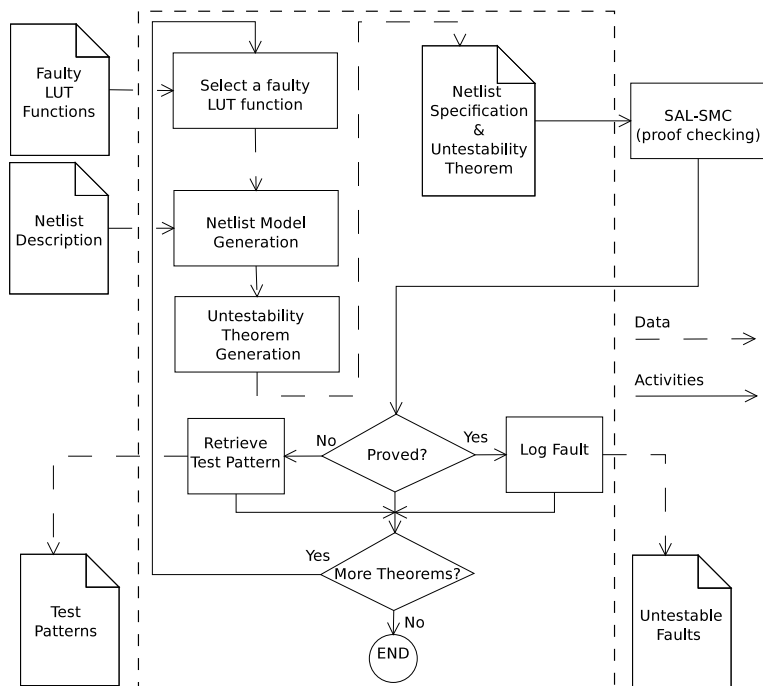 Faulty
LUT
Functions
Select a faulty
LUT function
Netlist
Specification
&
Untestability
Theorem
SAL-SMC
(proof checking)
Netlist
Description
Netlist Model
Generation
Untestability
Theorem
Generation
Data
Activities
Retrieve
Test Pattern
No
Proved?
Yes
Log Fault
Yes
More Theorems?
No
END
Test
Patterns
Untestable
Faults